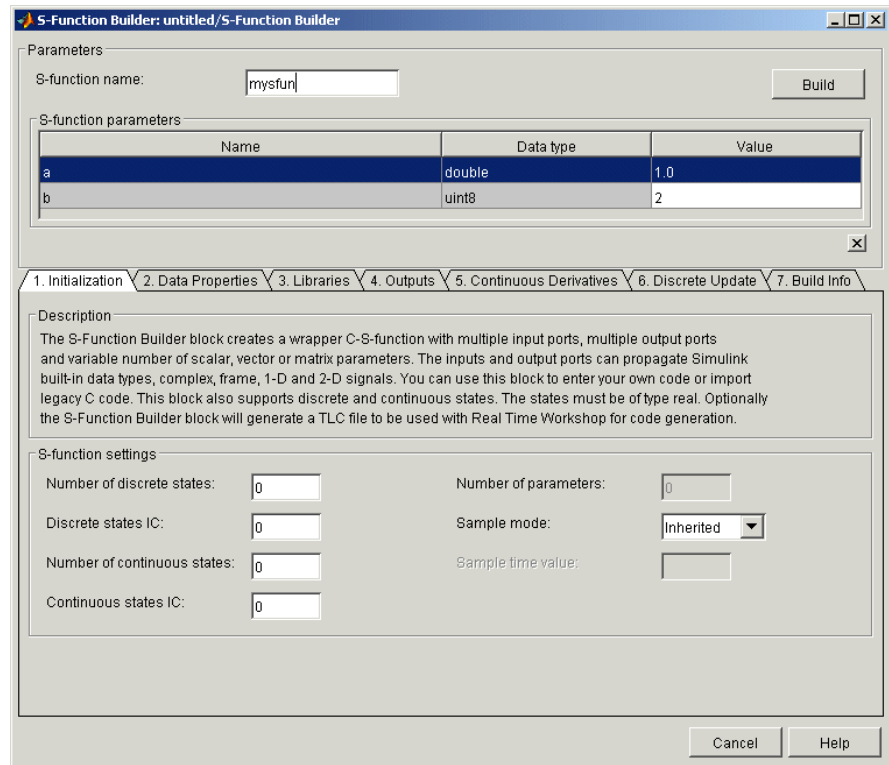 S-Function Builder: untitled/S-Function Builder
Parameters
S-function name: mysfun Build
S-function parameters
Name Data type Value
a double 1.0
b uint8 2
1. Initialization 2. Data Properties 3. Libraries 4. Outputs 5. Continuous Derivatives 6. Discrete Update 7. Build Info
Description
The S-Function Builder block creates a wrapper C-S-function with multiple input ports, multiple output ports
and variable number of scalar, vector or matrix parameters. The inputs and output ports can propagate Simulink
built-in data types, complex, frame, 1-D and 2-D signals. You can use this block to enter your own code or import
legacy C code. This block also supports discrete and continuous states. The states must be of type real. Optionally
the S-Function Builder block will generate a TLC file to be used with Real Time Workshop for code generation.
S-function settings
Number of discrete states: 0 Number of parameters: 0
Discrete states IC: 0 Sample mode: Inherited
Number of continuous states: 0 Sample time value:
Continuous states IC: 0
Cancel Help